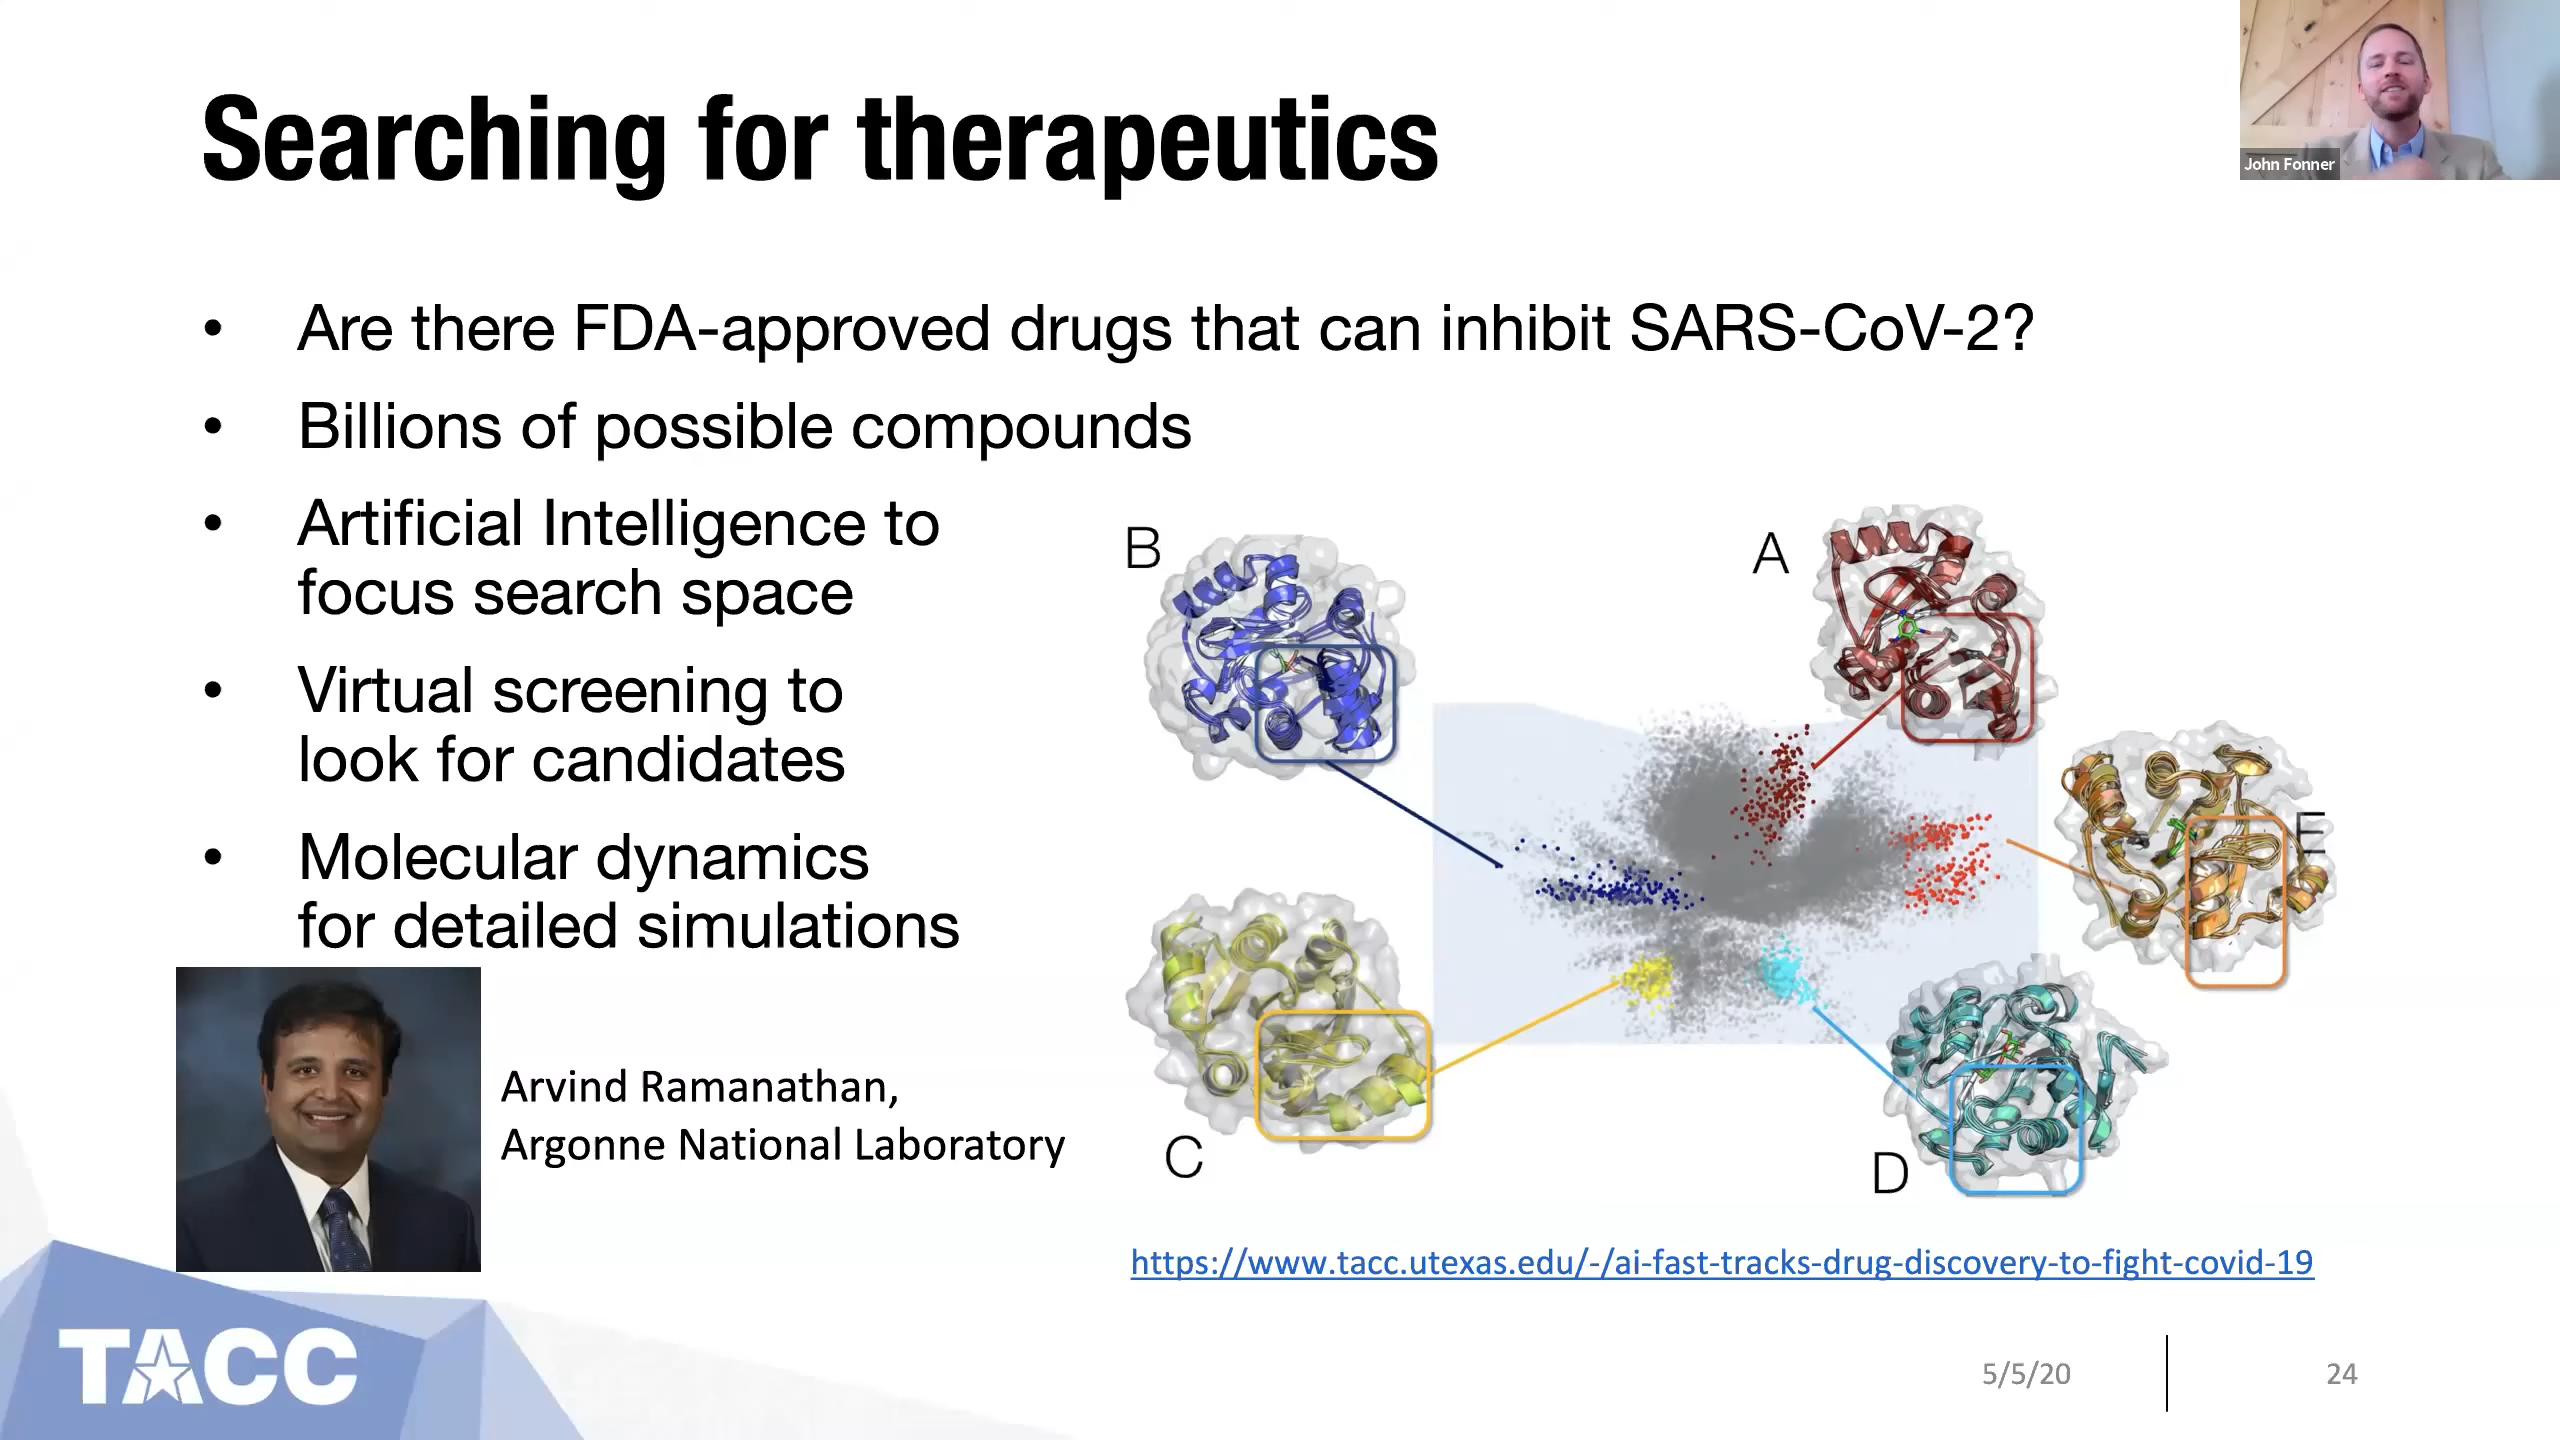 Searching for therapeutics
John Fonner
• Are there FDA-approved drugs that can inhibit SARS-CoV-2?
• Billions of possible compounds
• Artificial Intelligence to
focus search space
• Virtual screening to
look for candidates
• Molecular dynamics
for detailed simulations
B
A
E
C
D
Arvind Ramanathan,
Argonne National Laboratory
https://www.tacc.utexas.edu/-/ai-fast-tracks-drug-discovery-to-fight-covid-19
TACC
5/5/20
24